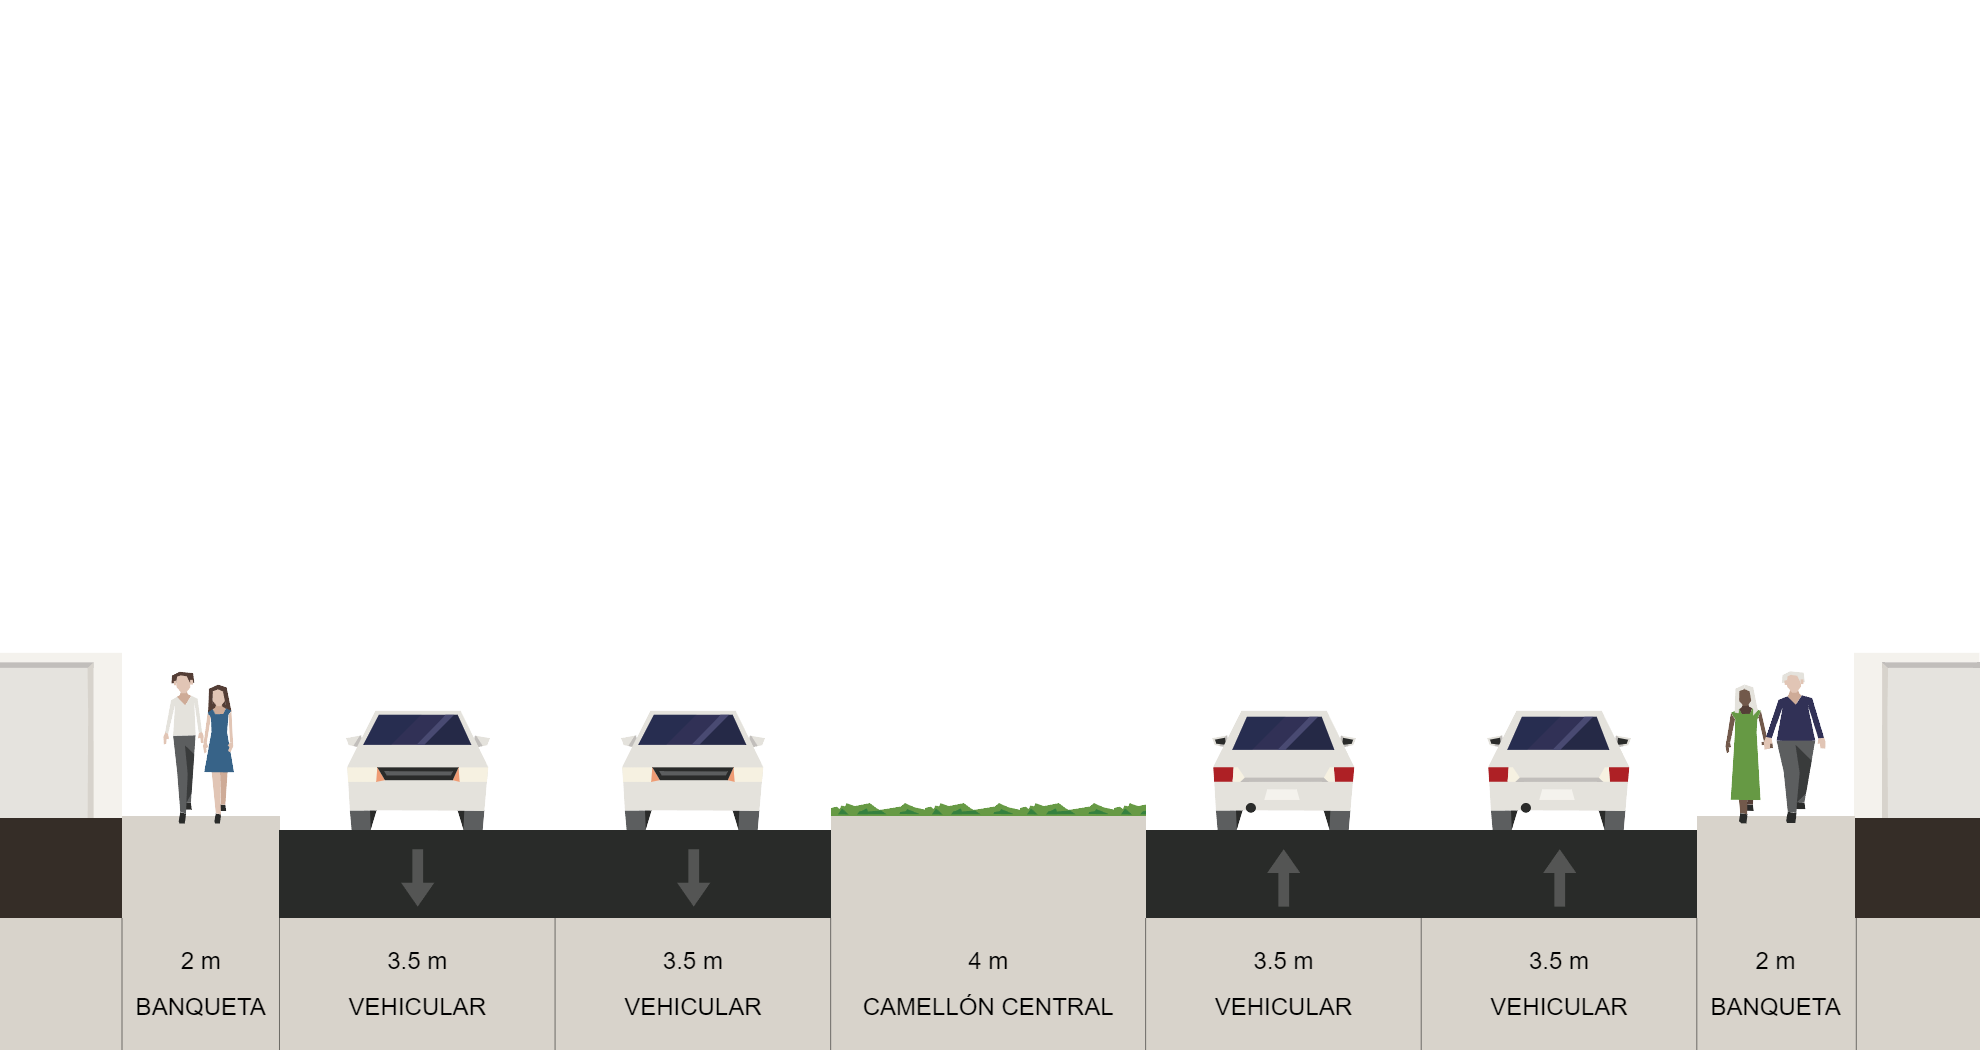 2 m
BANQUETA
3.5 m
VEHICULAR
3.5 m
VEHICULAR
4 m
CAMELLÓN CENTRAL
3.5 m
VEHICULAR
3.5 m
VEHICULAR
2 m
BANQUETA